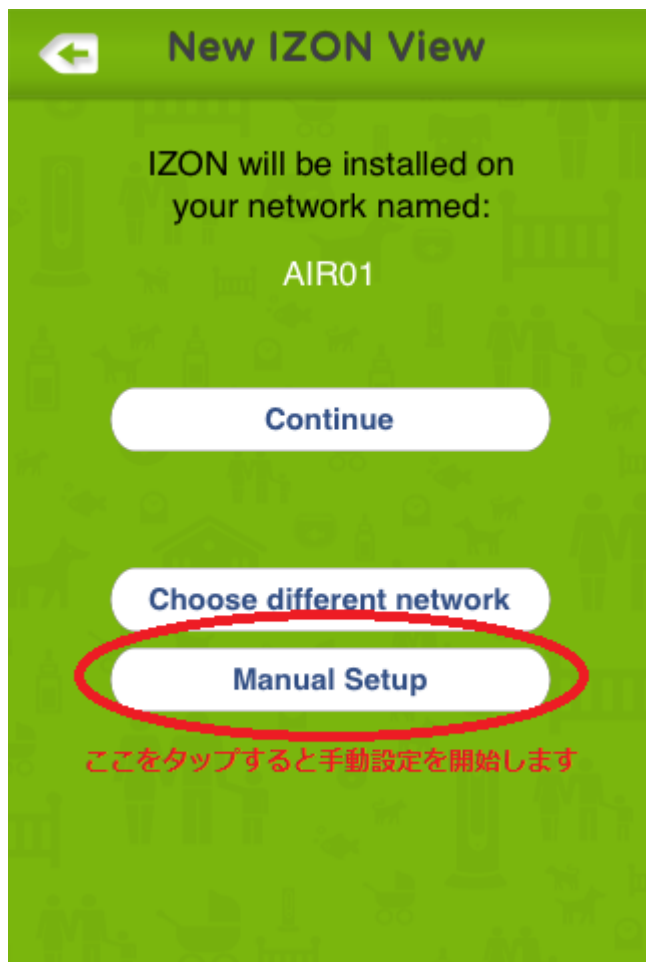 New IZON View
IZON will be installed on
your network named:
AIR01
Continue
Choose different network
Manual Setup
ここをタップすると手動設定を開始します